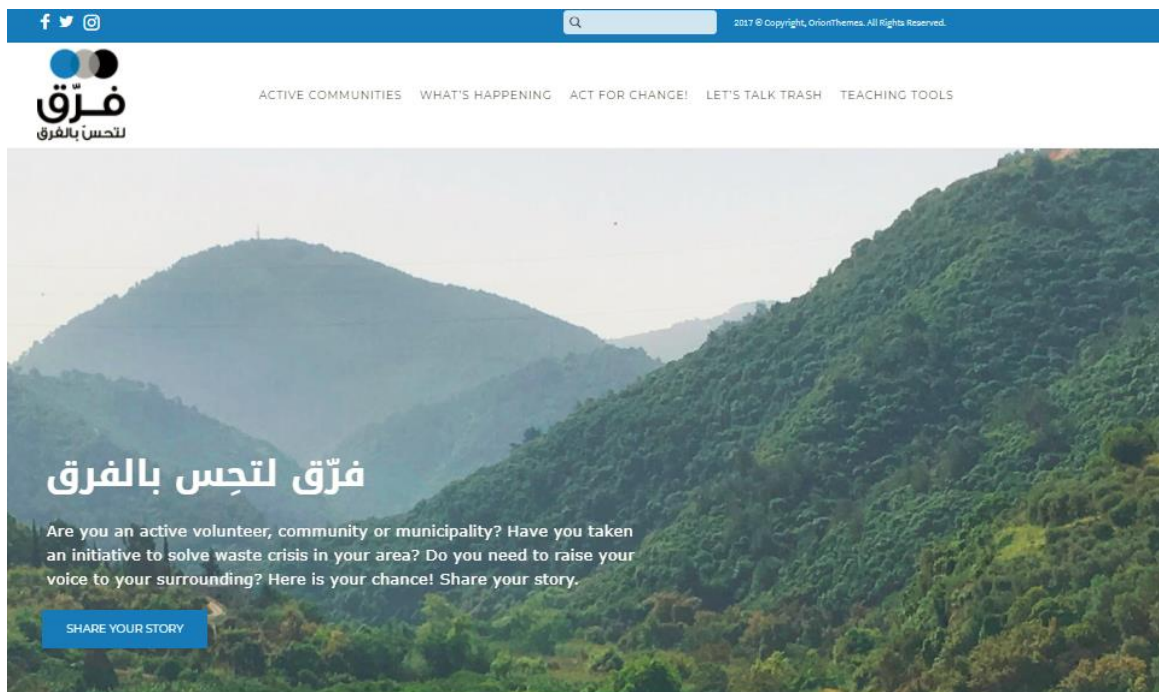 2017 © Copyright, OrionThemes. All Rights Reserved.
فـرّق
لتحسّ بالفرق
ACTIVE COMMUNITIES WHAT'S HAPPENING ACT FOR CHANGE! LET'S TALK TRASH TEACHING TOOLS
فرّق لتحِس بالفرق
Are you an active volunteer, community or municipality? Have you taken
an initiative to solve waste crisis in your area? Do you need to raise your
voice to your surrounding? Here is your chance! Share your story.
SHARE YOUR STORY